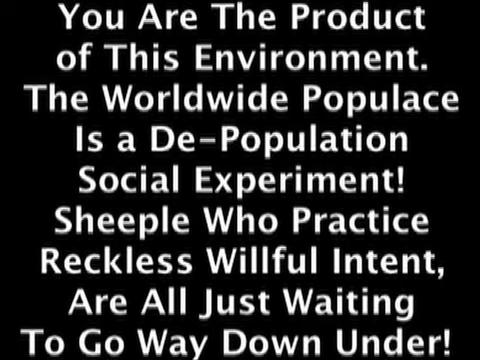 You Are The Product
of This Environment.
The Worldwide Populace
Is a De-Population
Social Experiment!
Sheeple Who Practice
Reckless Willful Intent,
Are All Just Waiting
To Go Way Down Under!